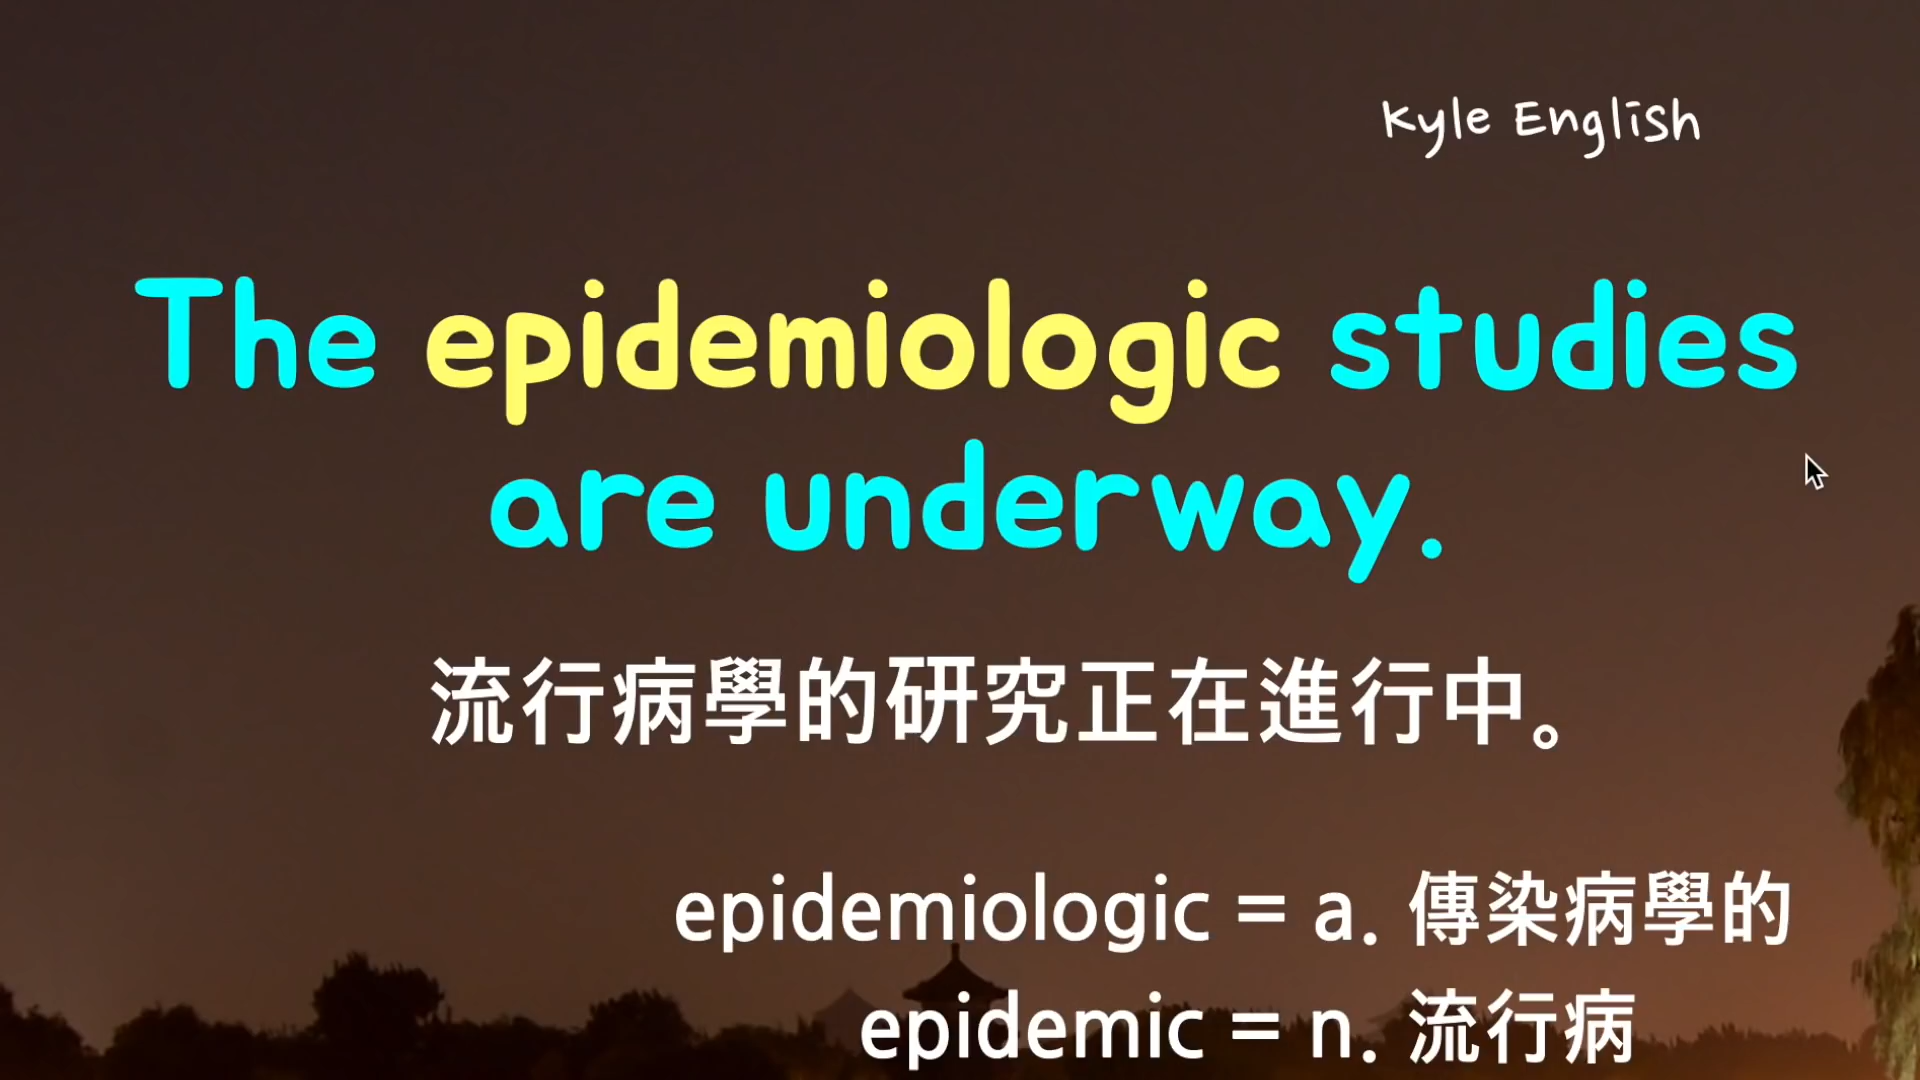 Kyle English
The epidemiologic studies
are underway.
流行病學的研究正在進行中。
epidemiologic = a. 傳染病學的
epidemic = n. 流行病